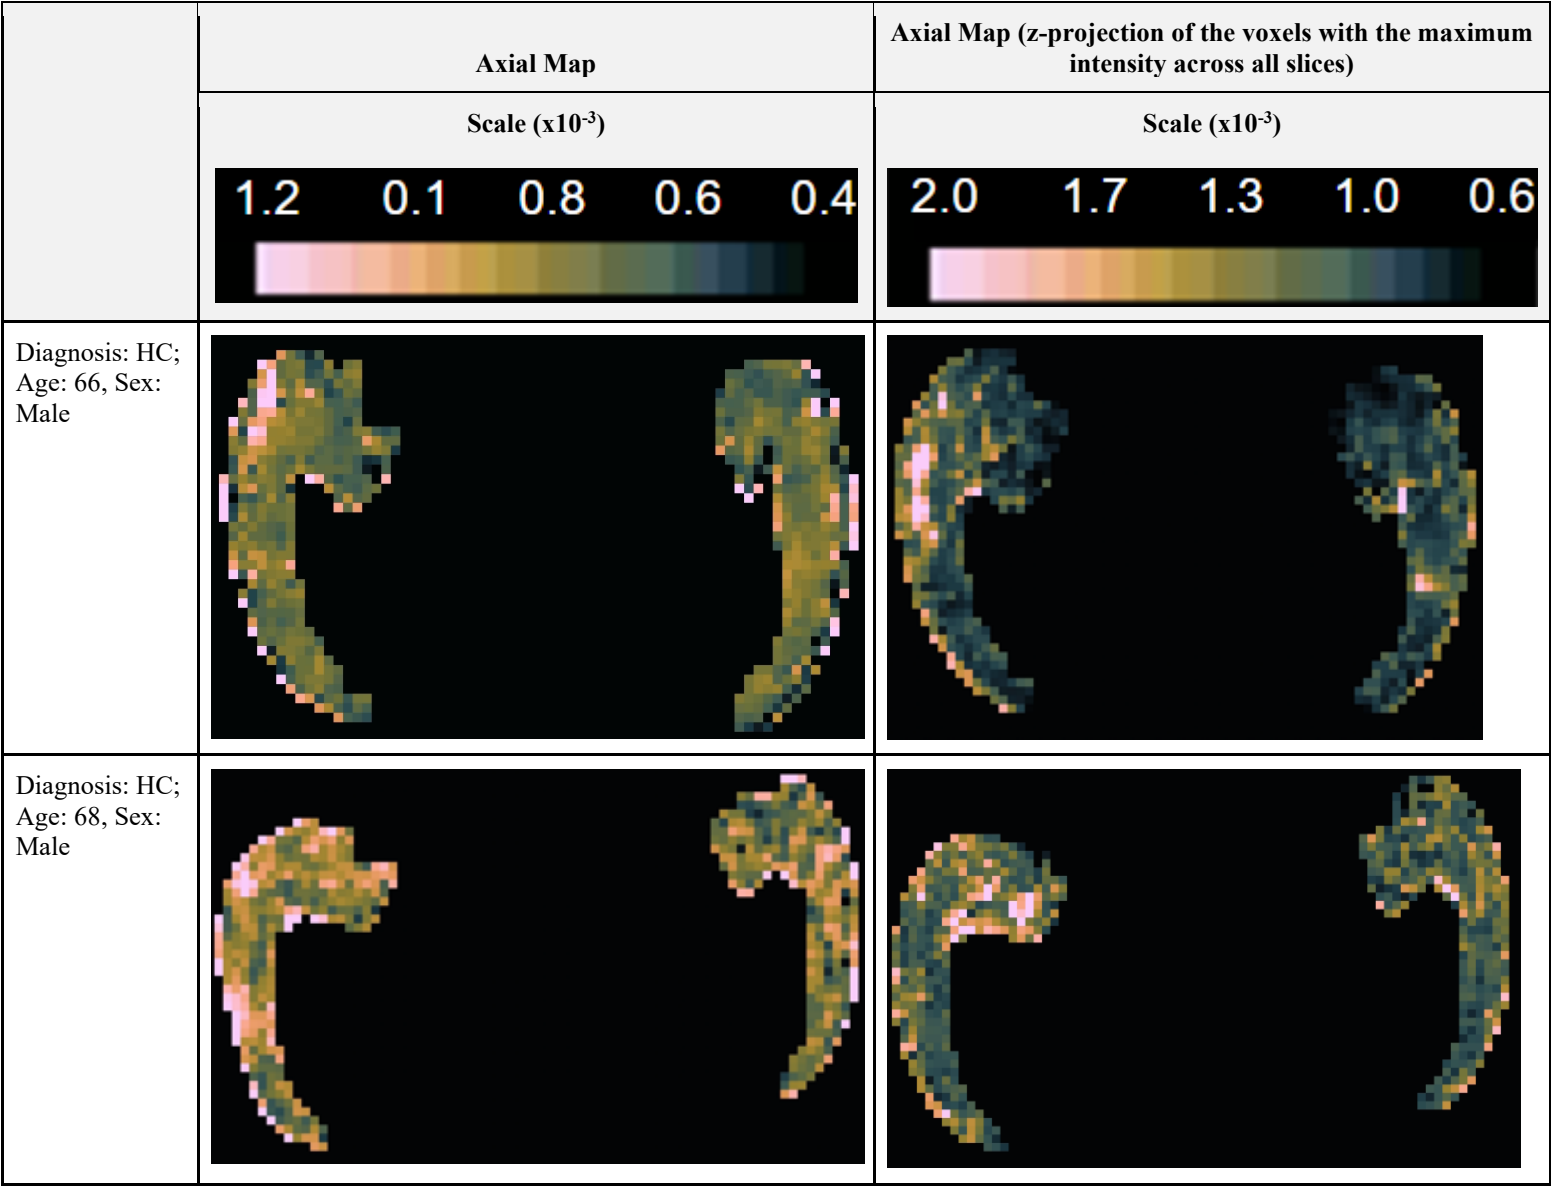 Axial Map
Axial Map (z-projection of the voxels with the maximum
intensity across all slices)
Scale (x10⁻³)
Scale (x10⁻³)
1.2 0.1 0.8 0.6 0.4
2.0 1.7 1.3 1.0 0.6
Diagnosis: HC;
Age: 66, Sex:
Male
Diagnosis: HC;
Age: 68, Sex:
Male